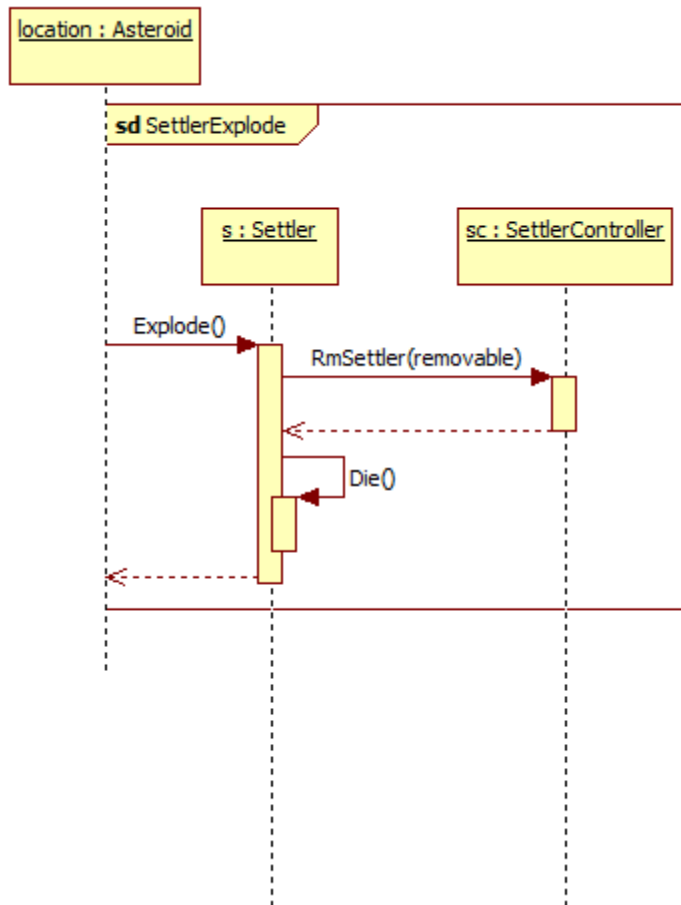 location : Asteroid
sd SettlerExplode
s : Settler
sc : SettlerController
Explode()
RmSettler(removable)
Die()